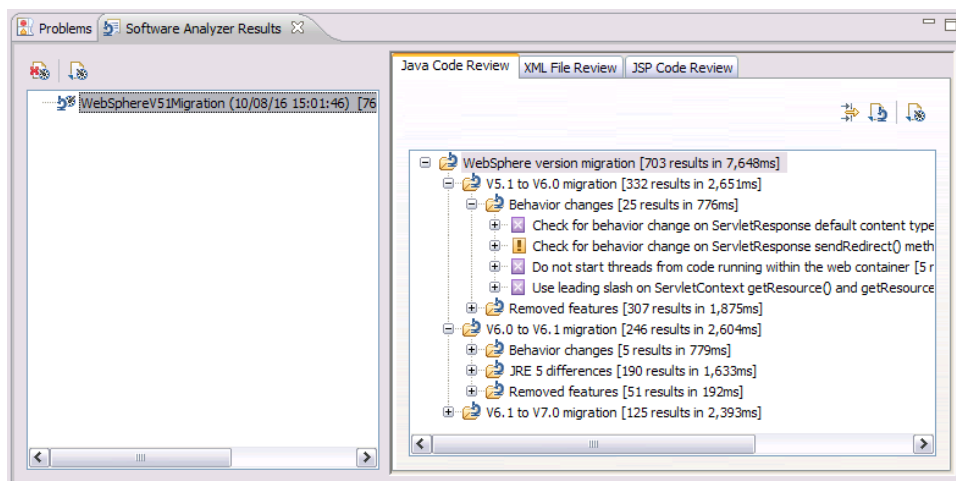 Problems
Software Analyzer Results
WebSphereV51Migration (10/08/16 15:01:46) [76
Java Code Review
XML File Review
JSP Code Review
WebSphere version migration [703 results in 7,648ms]
V5.1 to V6.0 migration [332 results in 2,651ms]
Behavior changes [25 results in 776ms]
Check for behavior change on ServletResponse default content type
Check for behavior change on ServletResponse sendRedirect() meth
Do not start threads from code running within the web container [5 r
Use leading slash on ServletContext getResource() and getResource
Removed features [307 results in 1,875ms]
V6.0 to V6.1 migration [246 results in 2,604ms]
Behavior changes [5 results in 779ms]
JRE 5 differences [190 results in 1,633ms]
Removed features [51 results in 192ms]
V6.1 to V7.0 migration [125 results in 2,393ms]